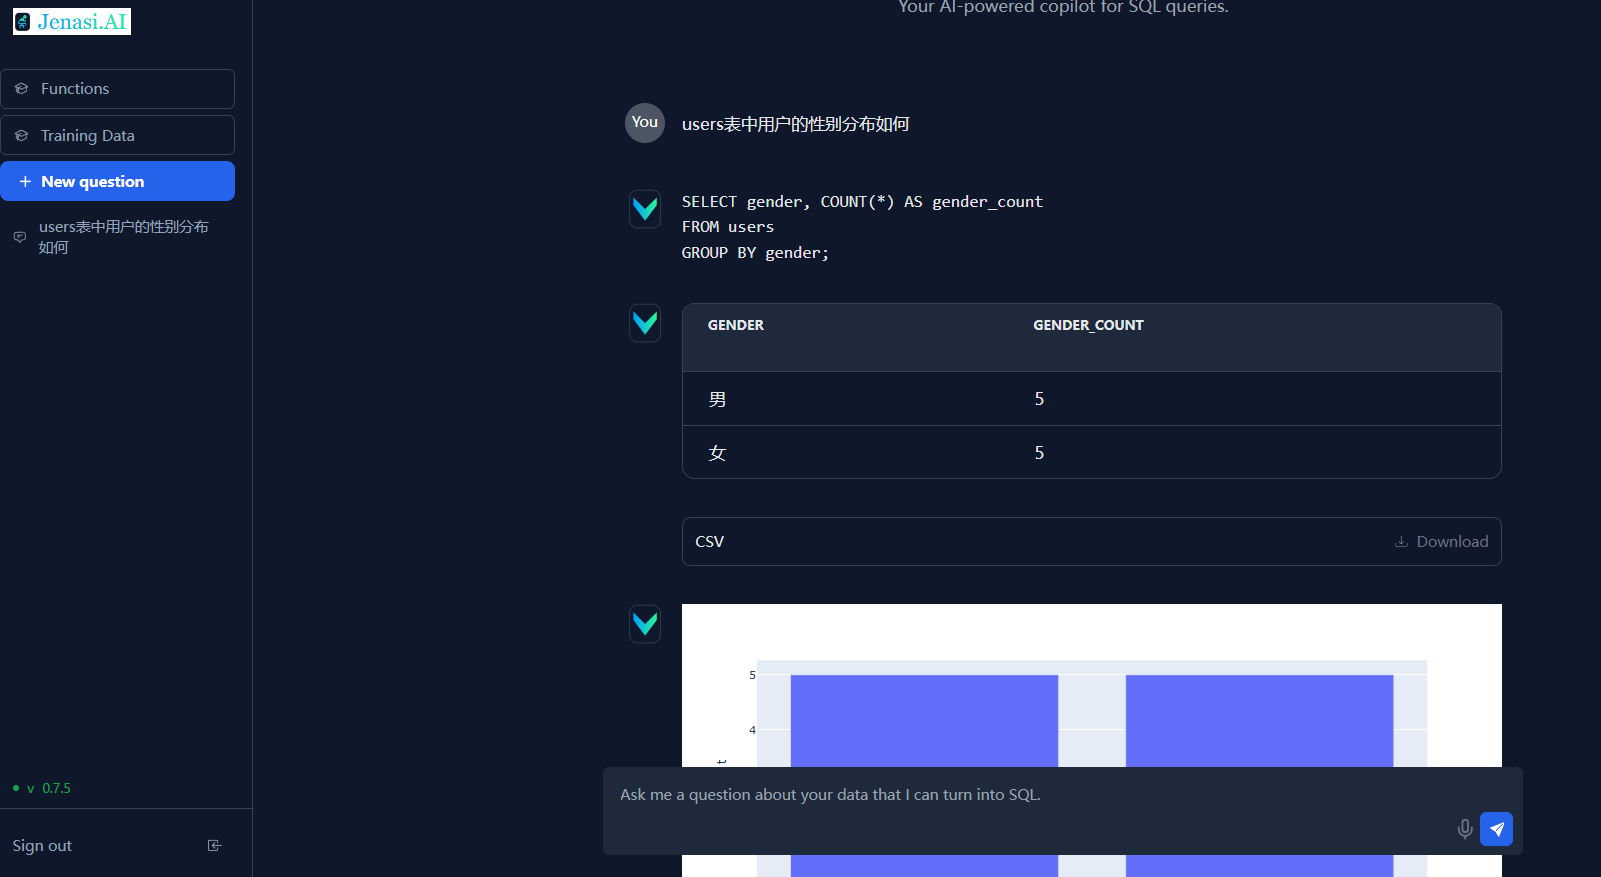 Jenasi.AI
Functions
Training Data
+ New question
users表中用户的性别分布
如何
v 0.7.5
Sign out
Your AI-powered copilot for SQL queries.
You
users表中用户的性别分布如何
SELECT gender, COUNT(*) AS gender_count
FROM users
GROUP BY gender;
GENDER GENDER_COUNT
男 5
女 5
CSV Download
5
4
t
Ask me a question about your data that I can turn into SQL.